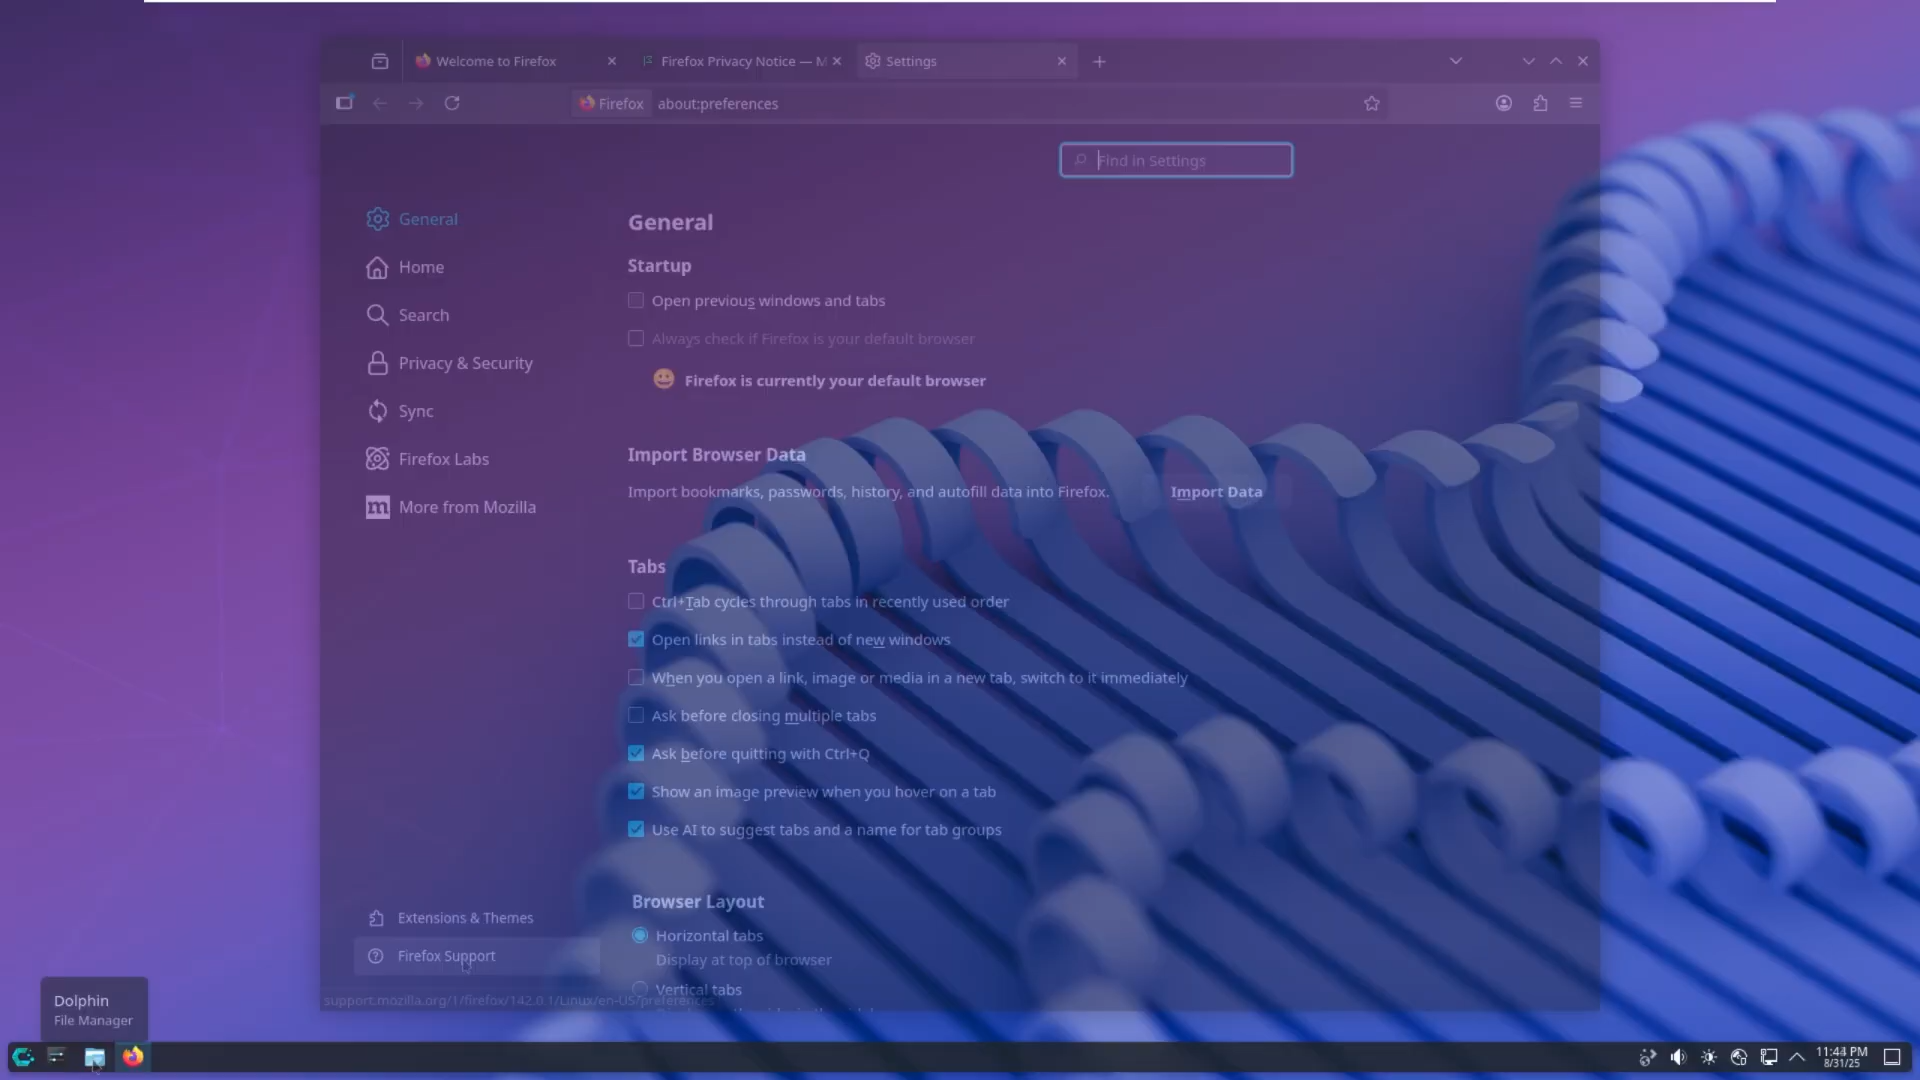 Welcome to Firefox
Firefox Privacy Notice — M
Settings
Firefox
about:preferences
Find in Settings
General
Home
Search
Privacy & Security
Sync
Firefox Labs
More from Mozilla
Extensions & Themes
Firefox Support
General
Startup
Open previous windows and tabs
Always check if Firefox is your default browser
Firefox is currently your default browser
Import Browser Data
Import bookmarks, passwords, history, and autofill data into Firefox.
Import Data
Tabs
Ctrl+Tab cycles through tabs in recently used order
Open links in tabs instead of new windows
When you open a link, image or media in a new tab, switch to it immediately
Ask before closing multiple tabs
Ask before quitting with Ctrl+Q
Show an image preview when you hover on a tab
Use AI to suggest tabs and a name for tab groups
Browser Layout
Horizontal tabs
Display at top of browser
Vertical tabs
support.mozilla.org/1/firefox/142.0.1/Linux/en-US/preferences
Dolphin
File Manager
11:44 PM
8/31/25